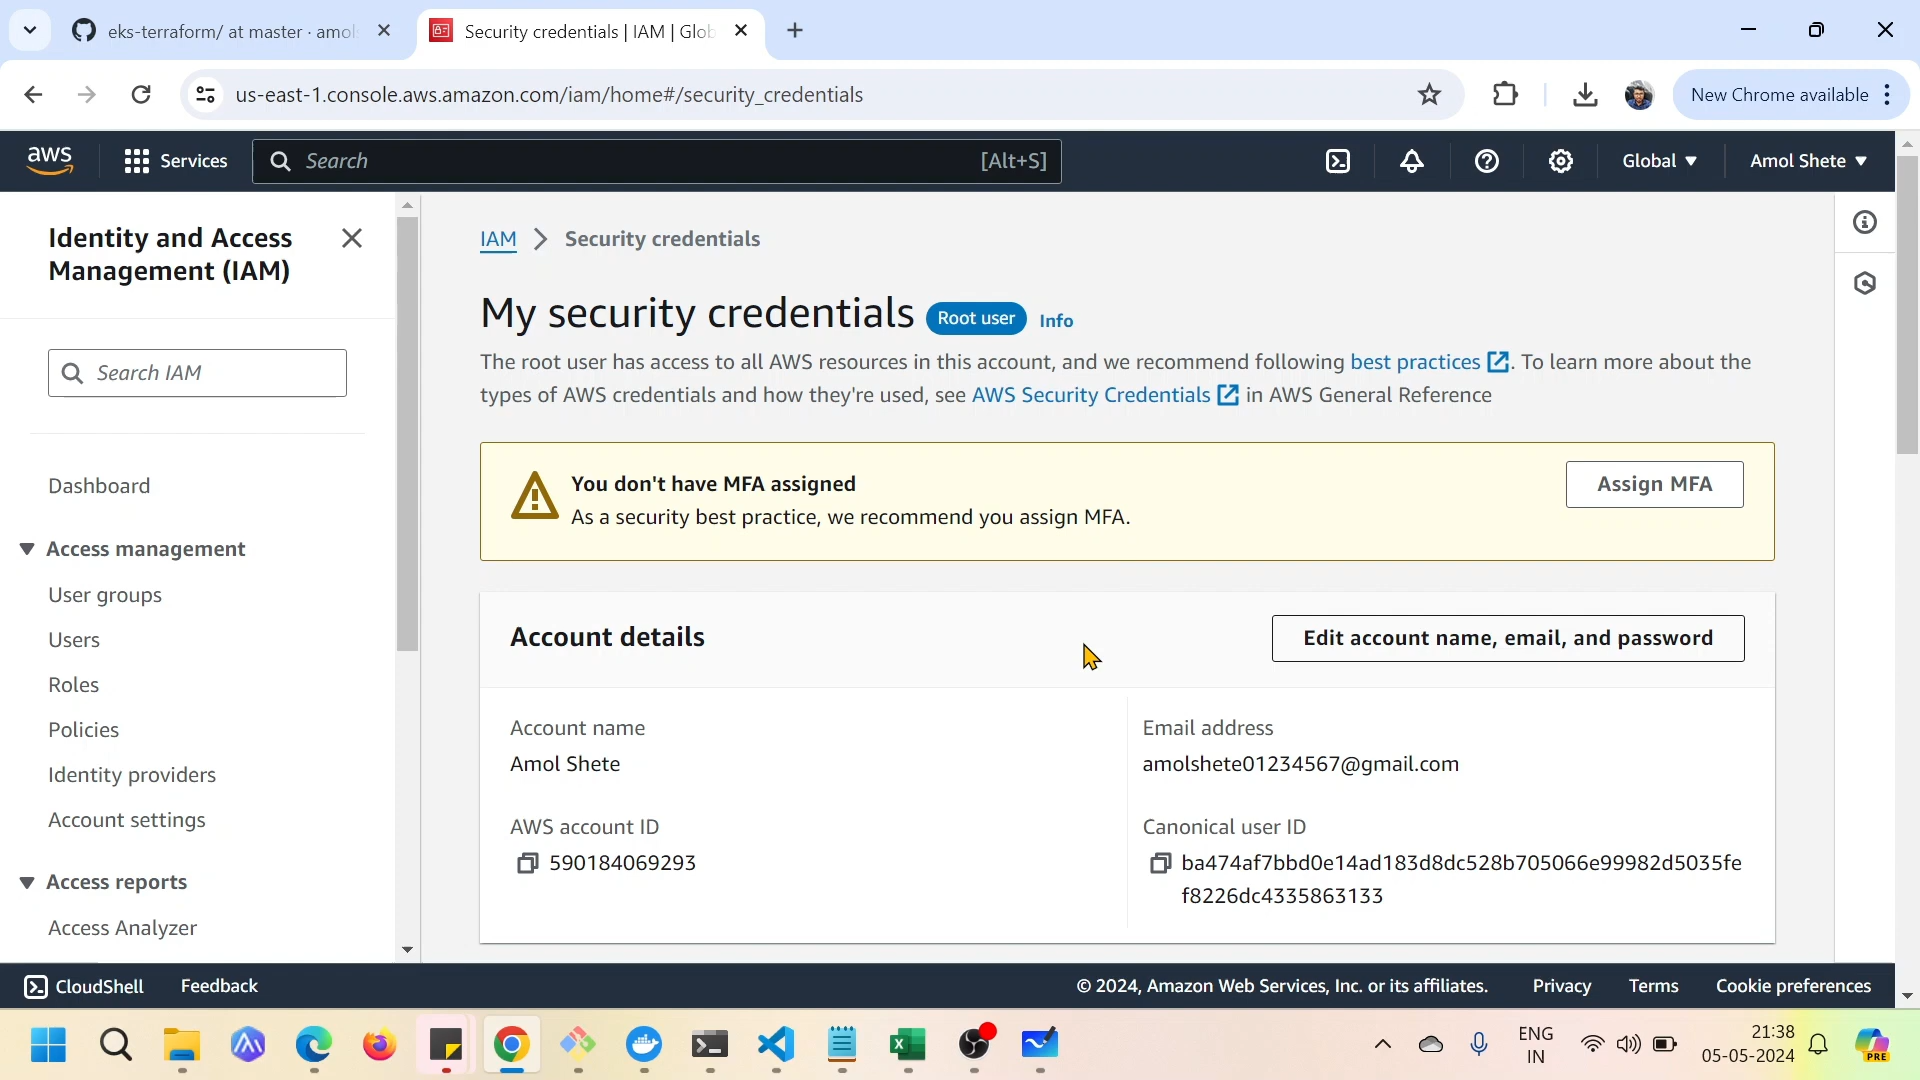 eks-terraform/ at master · amol
Security credentials | IAM | Glob
us-east-1.console.aws.amazon.com/iam/home#/security_credentials
New Chrome available
aws
Services
Search
[Alt+S]
Global
Amol Shete
Identity and Access
Management (IAM)
Search IAM
Dashboard
Access management
User groups
Users
Roles
Policies
Identity providers
Account settings
Access reports
Access Analyzer
IAM > Security credentials
My security credentials Root user Info
The root user has access to all AWS resources in this account, and we recommend following best practices. To learn more about the
types of AWS credentials and how they're used, see AWS Security Credentials in AWS General Reference
You don't have MFA assigned
As a security best practice, we recommend you assign MFA.
Assign MFA
Account details
Edit account name, email, and password
Account name
Amol Shete
Email address
amolshete01234567@gmail.com
AWS account ID
590184069293
Canonical user ID
ba474af7bbd0e14ad183d8dc528b705066e99982d5035fe
f8226dc4335863133
CloudShell
Feedback
© 2024, Amazon Web Services, Inc. or its affiliates.
Privacy
Terms
Cookie preferences
ENG
IN
21:38
05-05-2024
PRE